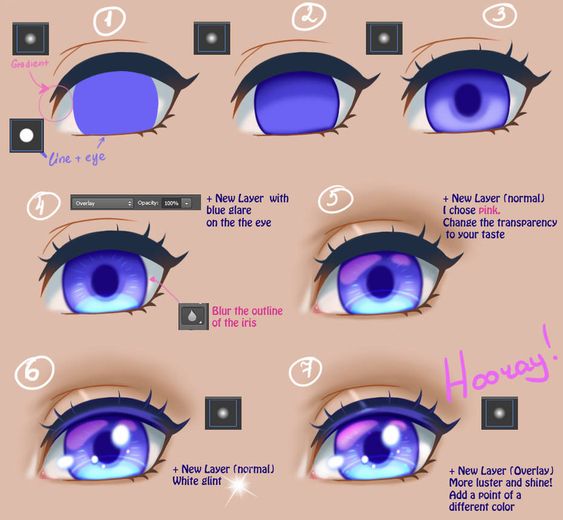 1
2
3
Gradient
Line + eye
4
Overlay
Opacity: 100%
+ New Layer with
blue glare
on the the eye
Blur the outline
of the iris
5
+ New Layer (normal)
I chose pink.
Change the transparency
to your taste
6
+ New Layer (normal)
White glint
7
Hooray!
+ New Layer (Overlay)
More luster and shine!
Add a point of a
different color